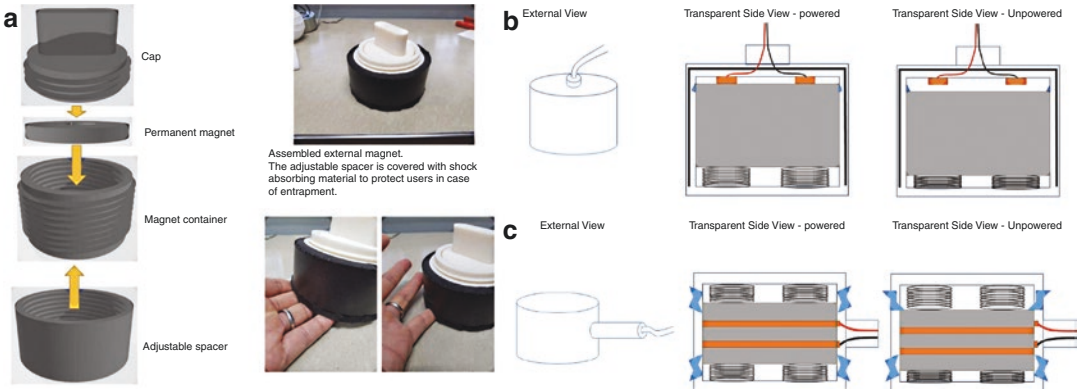 a
Cap
Permanent magnet
Magnet container
Adjustable spacer
Assembled external magnet.
The adjustable spacer is covered with shock
absorbing material to protect users in case
of entrapment.
b
External View
Transparent Side View - powered
Transparent Side View - Unpowered
c
External View
Transparent Side View - powered
Transparent Side View - Unpowered